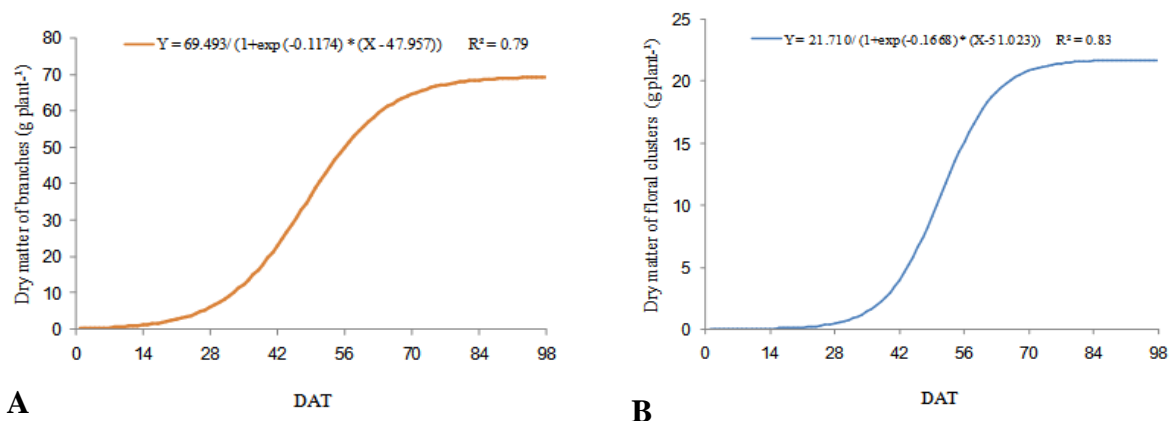 Y = 69.493/ (1+exp (-0.1174) * (X - 47.957)) R² = 0.79
Dry matter of branches (g plant-¹)
80
70
60
50
40
30
20
10
0
0 14 28 42 56 70 84 98
DAT
A
Y= 21.710/ (1+exp(-0.1668)* (X-51.023)) R² = 0.83
Dry matter of floral clusters (g plant-¹)
25
20
15
10
5
0
0 14 28 42 56 70 84 98
DAT
B